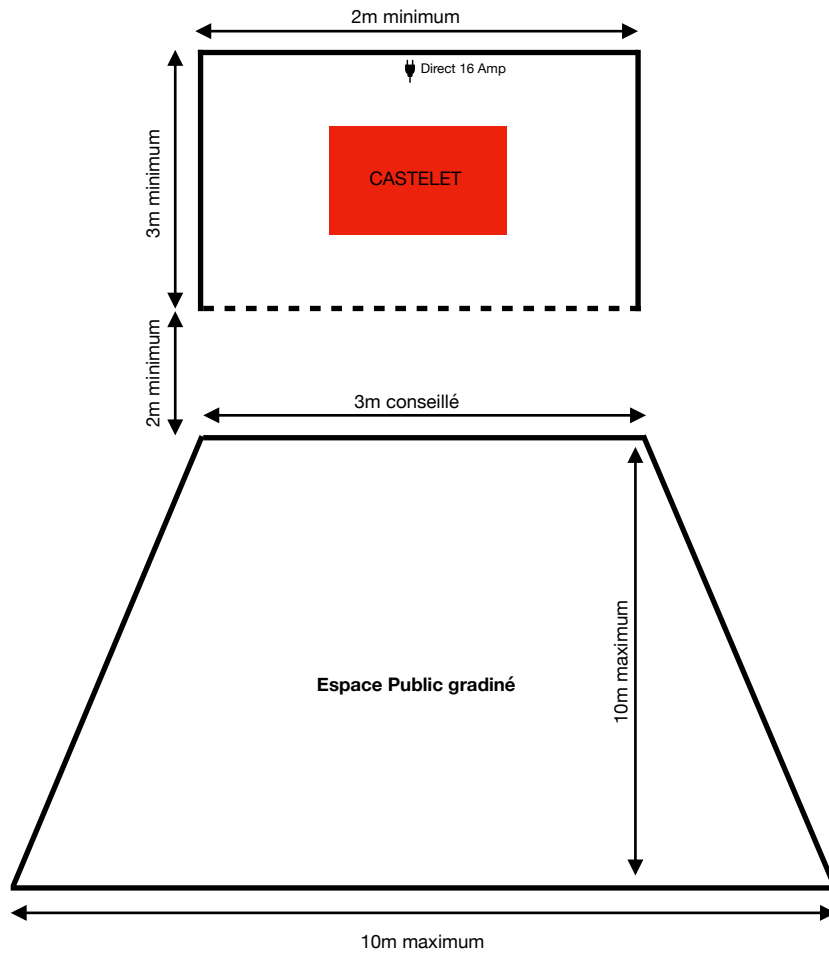 2m minimum
Direct 16 Amp
3m minimum
CASTELET
2m minimum
3m conseillé
10m maximum
Espace Public gradiné
10m maximum